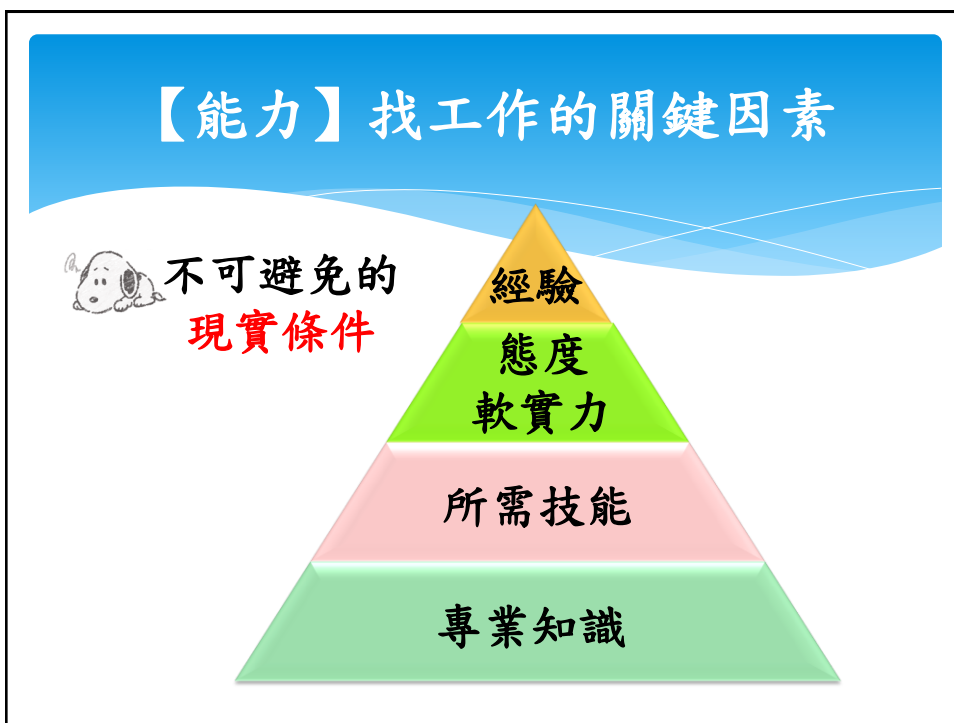 【能力】找工作的關鍵因素
不可避免的
現實條件
經驗
態度
軟實力
所需技能
專業知識